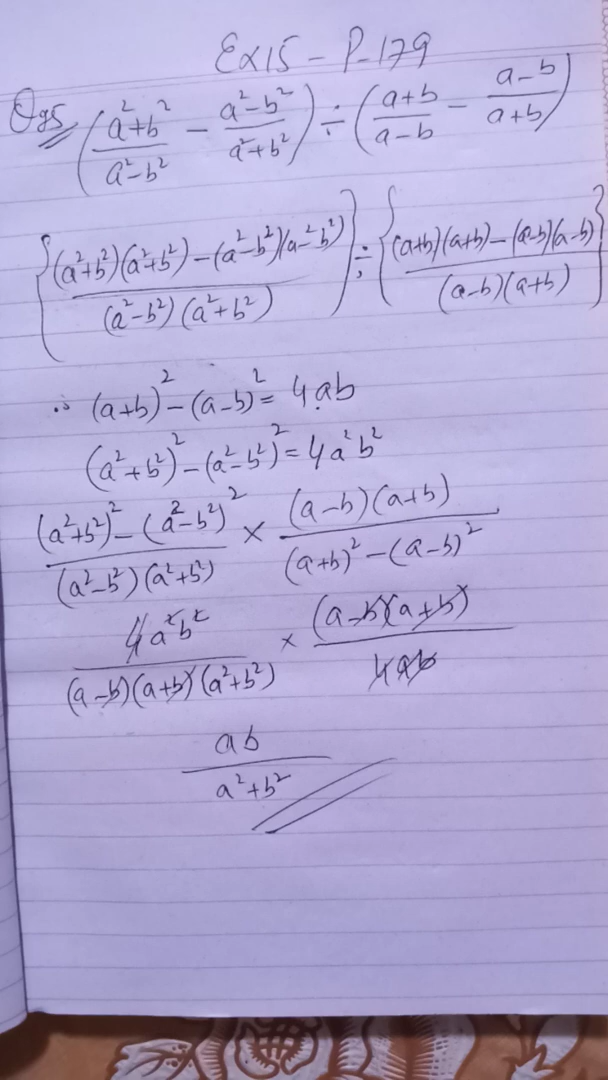 Ex15 - P-179
Q95 ((a²+b²)/(a²-b²) - (a²-b²)/(a²+b²)) ÷ ((a+b)/(a-b) - (a-b)/(a+b))
{((a²+b²)(a²+b²) - (a²-b²)(a²-b²))/((a²-b²)(a²+b²))} ÷ {((a+b)(a+b) - (a-b)(a-b))/((a-b)(a+b))}
∴ (a+b)² - (a-b)² = 4ab
(a²+b²)² - (a²-b²)² = 4a²b²
((a²+b²)² - (a²-b²)²)/((a²-b²)(a²+b²)) × ((a-b)(a+b))/((a+b)² - (a-b)²)
4a²b²/((a-b)(a+b)(a²+b²)) × ((a-b)(a+b))/4ab
ab/(a²+b²)